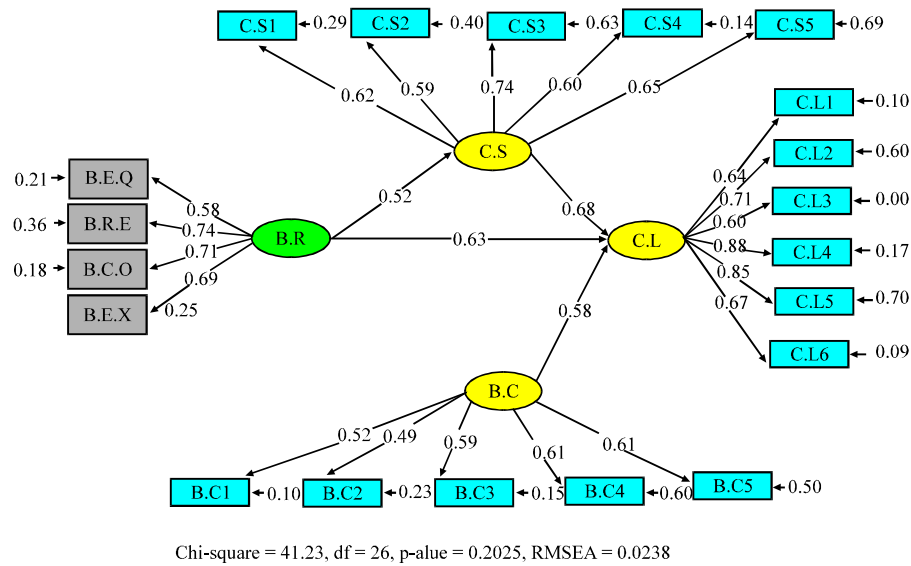 C.S1 0.29 C.S2 0.40 C.S3 0.63 C.S4 0.14 C.S5 0.69
0.62 0.59 0.74 0.60 0.65
C.L1 0.10
C.L2 0.60
C.L3 0.00
C.L4 0.17
C.L5 0.70
C.L6 0.09
0.64
0.71
0.60
0.88
0.85
0.67
C.S
0.52
0.68
0.21 B.E.Q
0.36 B.R.E
0.18 B.C.O
B.E.X 0.25
0.58
0.74
0.71
0.69
B.R
0.63
C.L
0.58
B.C
0.52 0.49 0.59 0.61 0.61
B.C1 0.10 B.C2 0.23 B.C3 0.15 B.C4 0.60 B.C5 0.50
Chi-square = 41.23, df = 26, p-alue = 0.2025, RMSEA = 0.0238